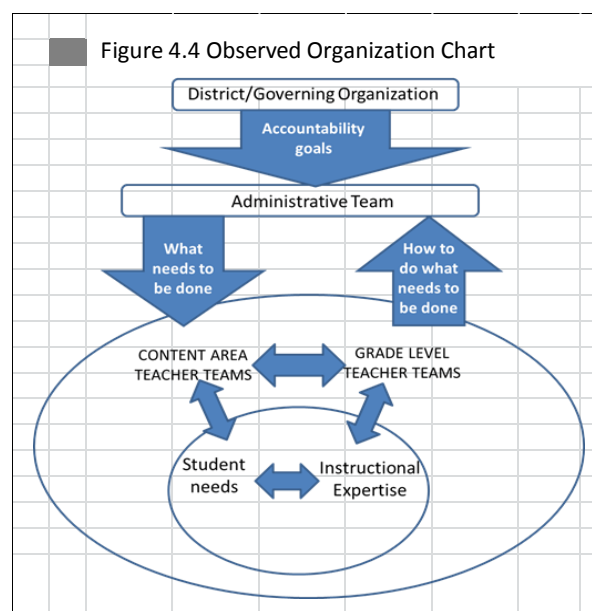 Figure 4.4 Observed Organization Chart
District/Governing Organization
Accountability
goals
Administrative Team
What
needs to
be done
How to
do what
needs to
be done
CONTENT AREA
TEACHER TEAMS
GRADE LEVEL
TEACHER TEAMS
Student
needs
Instructional
Expertise